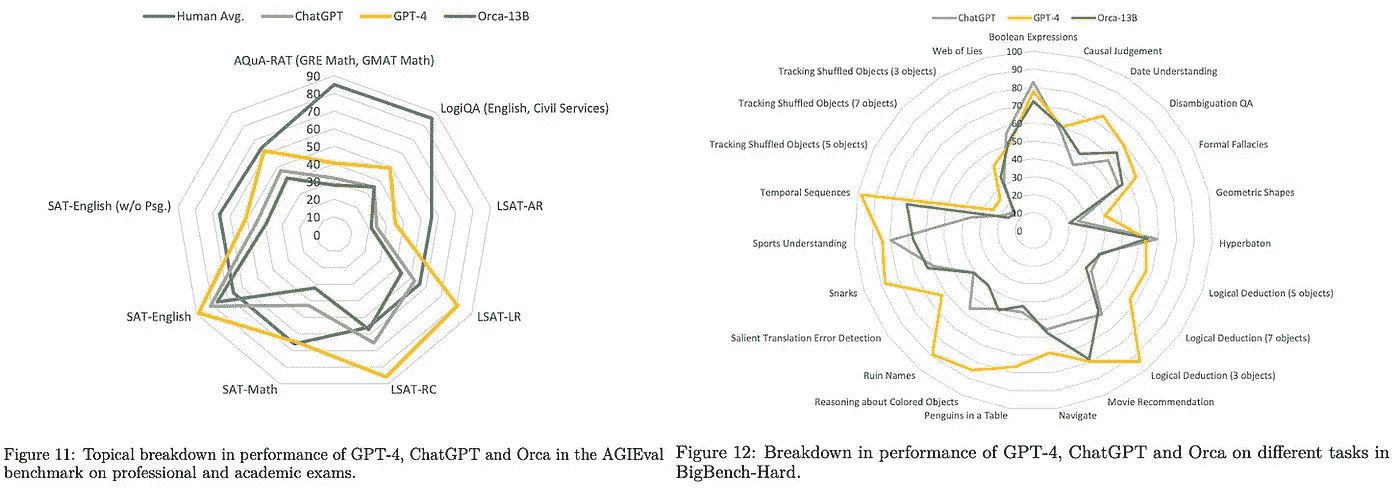 Human Avg. ChatGPT GPT-4 Orca-13B
AQuA-RAT (GRE Math, GMAT Math)
90
80
70
60
50
40
30
20
10
0
LogiQA (English, Civil Services)
LSAT-AR
LSAT-LR
LSAT-RC
SAT-Math
SAT-English
SAT-English (w/o Psg.)
Figure 11: Topical breakdown in performance of GPT-4, ChatGPT and Orca in the AGIEval
benchmark on professional and academic exams.
ChatGPT GPT-4 Orca-13B
Boolean Expressions
100
90
80
70
60
50
40
30
20
10
0
Causal Judgement
Date Understanding
Disambiguation QA
Formal Fallacies
Geometric Shapes
Hyperbaton
Logical Deduction (5 objects)
Logical Deduction (7 objects)
Logical Deduction (3 objects)
Movie Recommendation
Navigate
Penguins in a Table
Reasoning about Colored Objects
Ruin Names
Salient Translation Error Detection
Snarks
Sports Understanding
Temporal Sequences
Tracking Shuffled Objects (5 objects)
Tracking Shuffled Objects (7 objects)
Tracking Shuffled Objects (3 objects)
Web of Lies
Figure 12: Breakdown in performance of GPT-4, ChatGPT and Orca on different tasks in
BigBench-Hard.